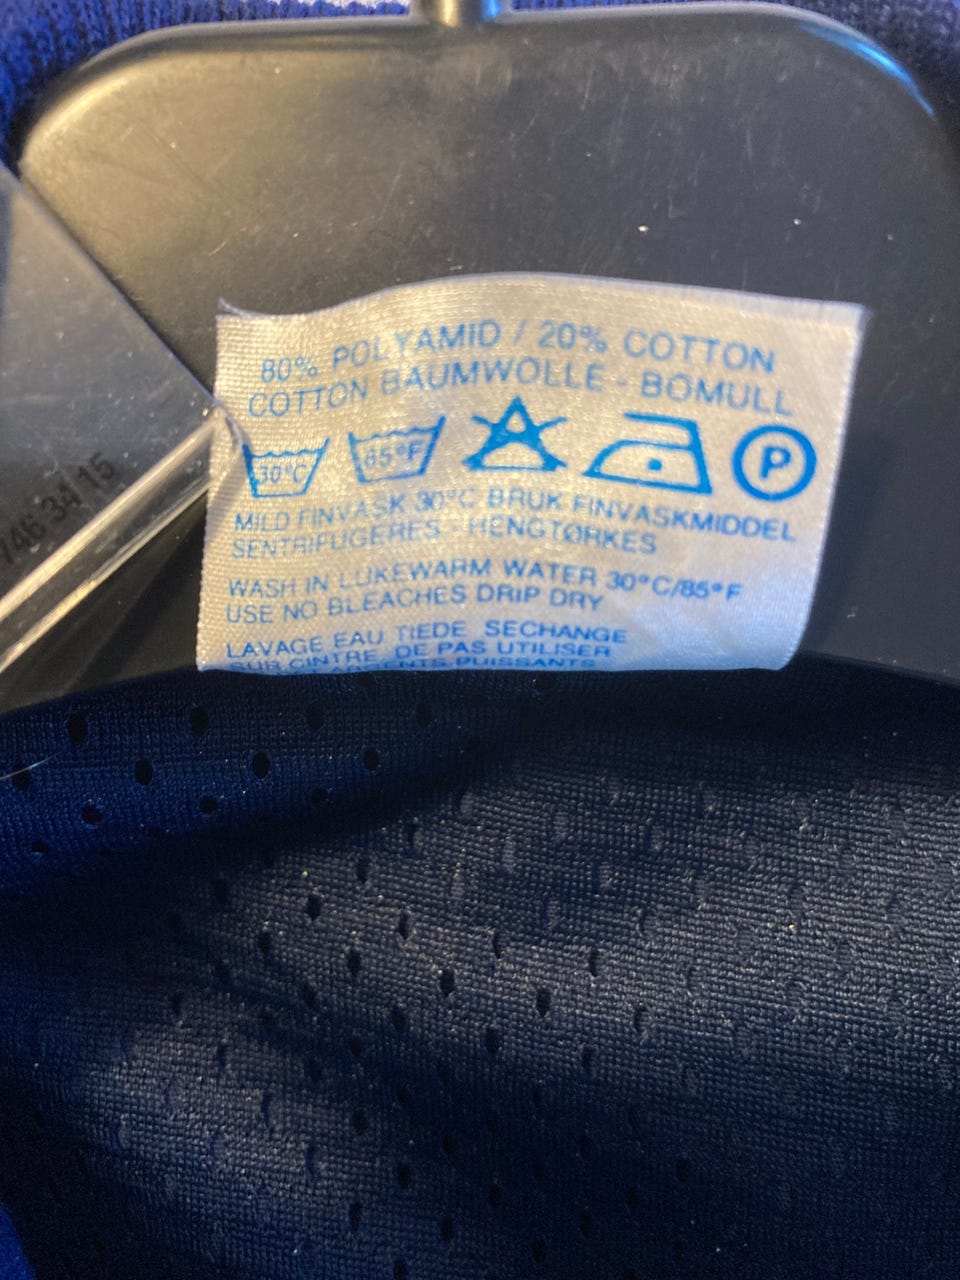 80% POLYAMID / 20% COTTON
COTTON BAUMWOLLE - BOMULL
30°C 85°F P
MILD FINVASK 30°C BRUK FINVASKMIDDEL
SENTRIFUGERES - HENGTØRKES
WASH IN LUKEWARM WATER 30°C/85°F
USE NO BLEACHES DRIP DRY
LAVAGE EAU TIEDE SECHANGE
SUR CINTRE DE PAS UTILISER
PUISSANTS
746 34 15